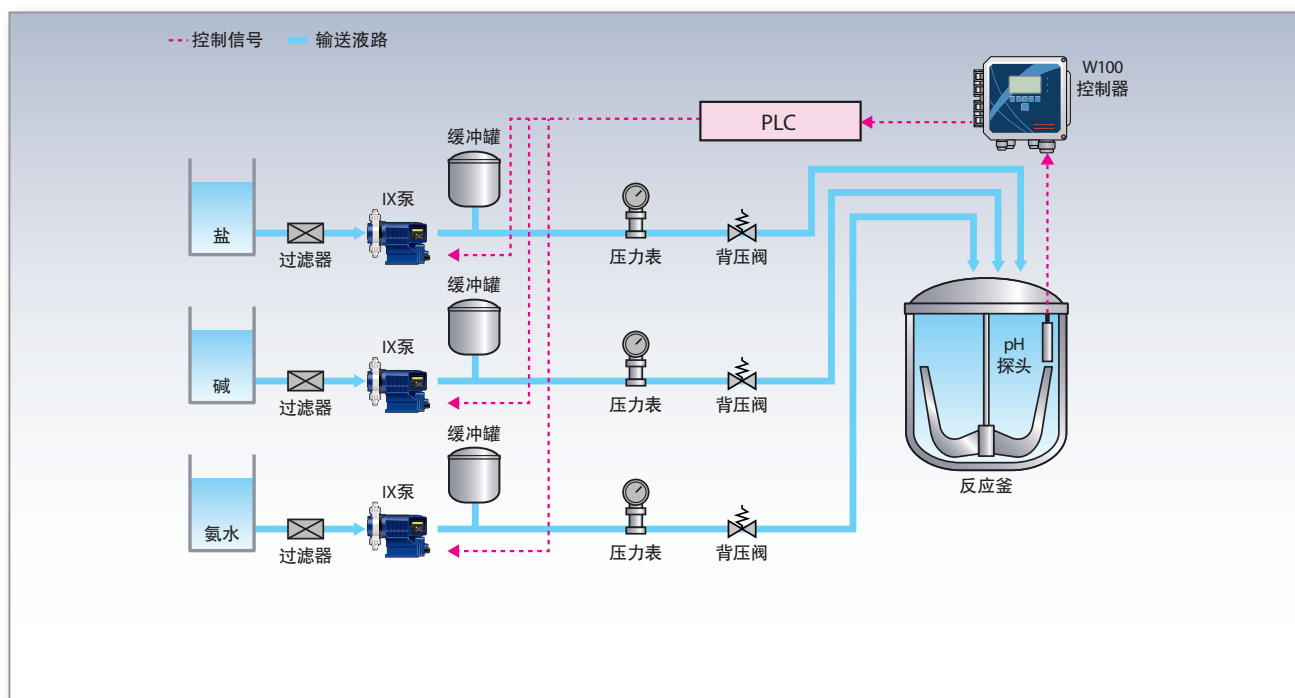 控制信号
输送液路
W100
控制器
PLC
缓冲罐
IX泵
盐
过滤器
压力表
背压阀
缓冲罐
IX泵
碱
过滤器
压力表
背压阀
pH
探头
缓冲罐
IX泵
氨水
过滤器
压力表
背压阀
反应釜